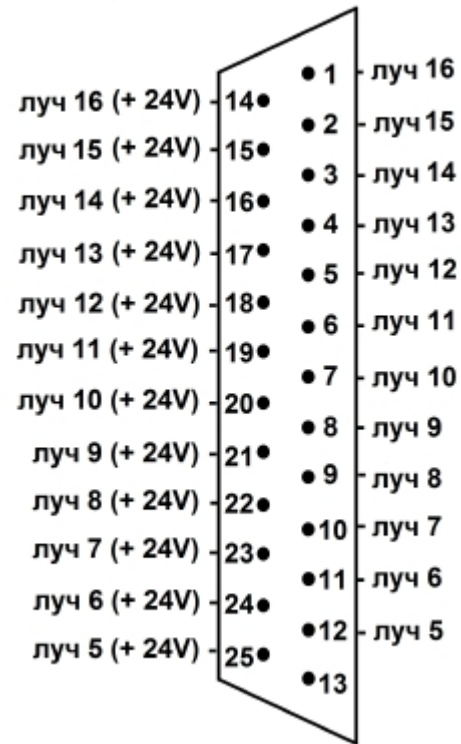 1 луч 16
луч 16 (+ 24V) 14
2 луч 15
луч 15 (+ 24V) 15
3 луч 14
луч 14 (+ 24V) 16
4 луч 13
луч 13 (+ 24V) 17
5 луч 12
луч 12 (+ 24V) 18
6 луч 11
луч 11 (+ 24V) 19
7 луч 10
луч 10 (+ 24V) 20
8 луч 9
луч 9 (+ 24V) 21
9 луч 8
луч 8 (+ 24V) 22
10 луч 7
луч 7 (+ 24V) 23
11 луч 6
луч 6 (+ 24V) 24
12 луч 5
луч 5 (+ 24V) 25
13